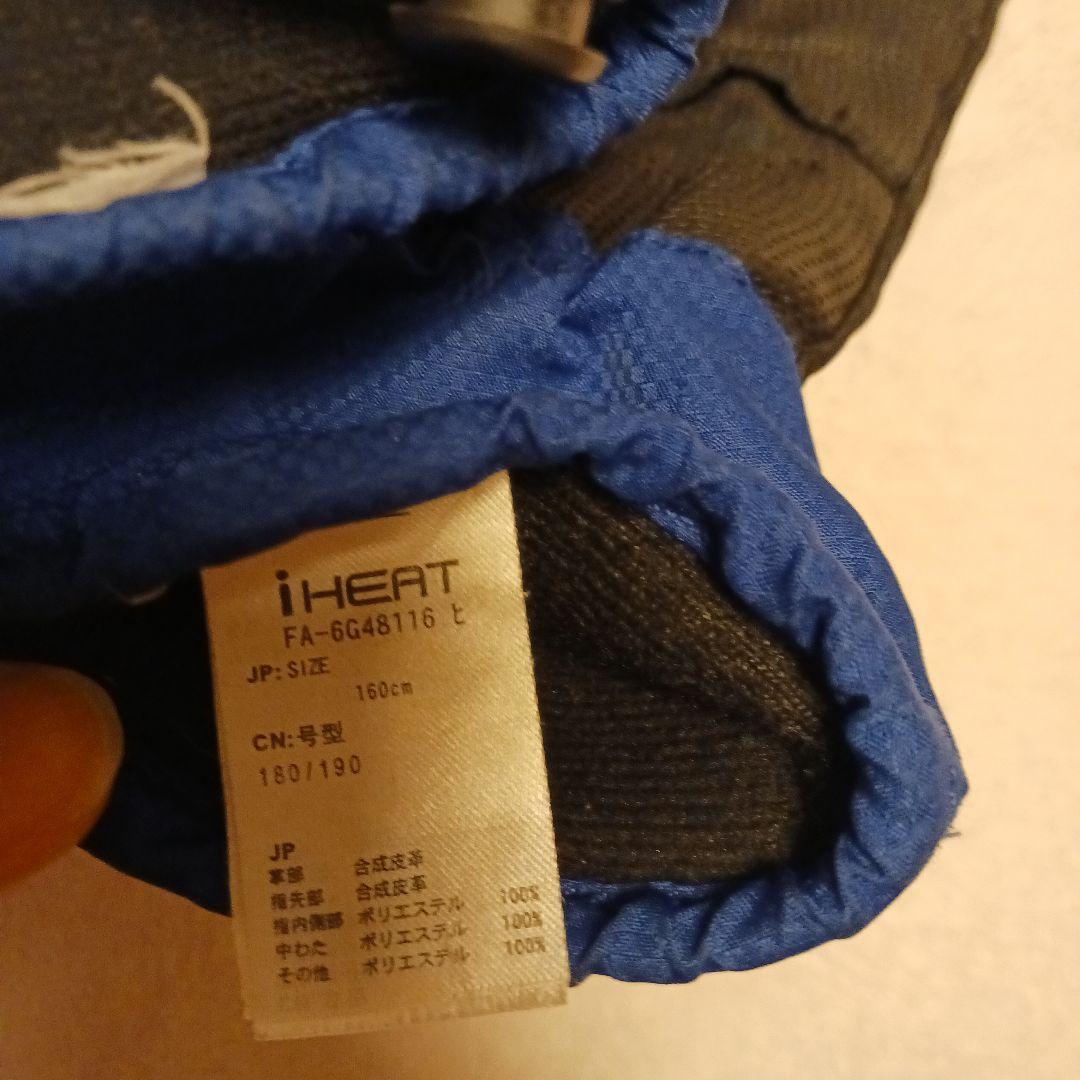 iHEAT
FA-6G48116 ヒ
JP: SIZE
160cm
CN:号型
180/190
JP
掌部 合成皮革
指先部 合成皮革
指内側部 ポリエステル 100%
中わた ポリエステル 100%
その他 ポリエステル 100%